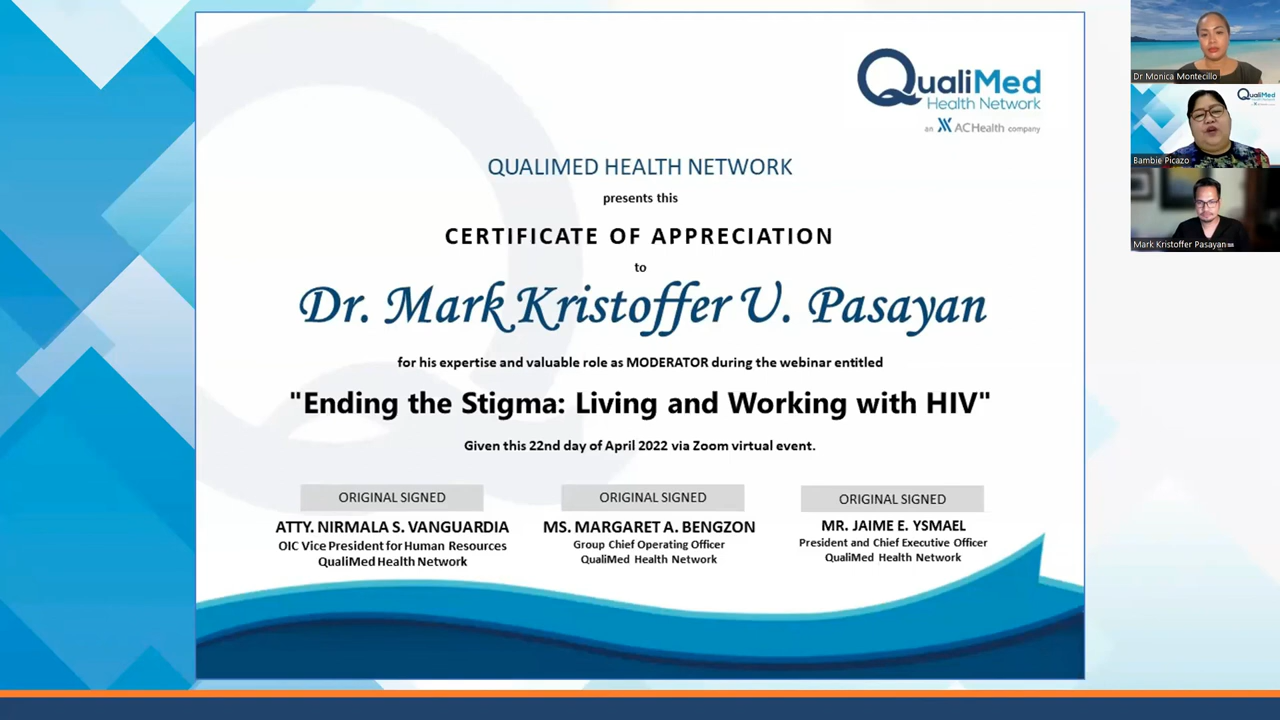 QualiMed
Health Network
an ACHealth company
QUALIMED HEALTH NETWORK
presents this
CERTIFICATE OF APPRECIATION
to
Dr. Mark Kristoffer U. Pasayan
for his expertise and valuable role as MODERATOR during the webinar entitled
"Ending the Stigma: Living and Working with HIV"
Given this 22nd day of April 2022 via Zoom virtual event.
ORIGINAL SIGNED
ATTY. NIRMALA S. VANGUARDIA
OIC Vice President for Human Resources
QualiMed Health Network
ORIGINAL SIGNED
MS. MARGARET A. BENGZON
Group Chief Operating Officer
QualiMed Health Network
ORIGINAL SIGNED
MR. JAIME E. YSMAEL
President and Chief Executive Officer
QualiMed Health Network
Dr Monica Montecillo
QualiMed
Bambie Picazo
Mark Kristoffer Pasayan